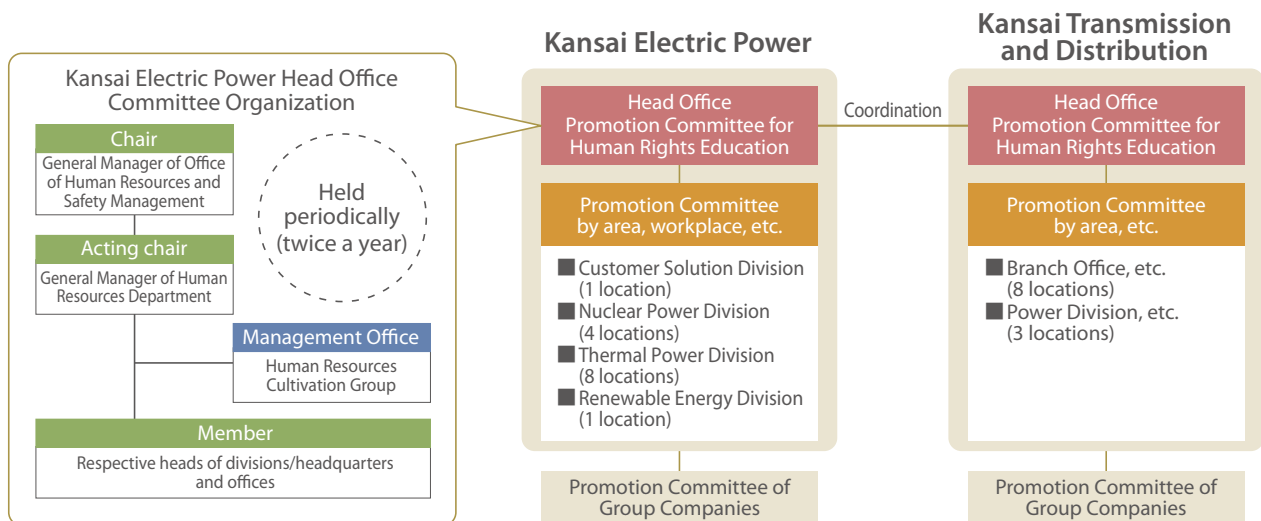 Kansai Electric Power Head Office
Committee Organization
Chair
General Manager of Office
of Human Resources and
Safety Management
Acting chair
General Manager of Human
Resources Department
Held
periodically
(twice a year)
Management Office
Human Resources
Cultivation Group
Member
Respective heads of divisions/headquarters
and offices
Kansai Electric Power
Head Office
Promotion Committee for
Human Rights Education
Promotion Committee
by area, workplace, etc.
■ Customer Solution Division
(1 location)
■ Nuclear Power Division
(4 locations)
■ Thermal Power Division
(8 locations)
■ Renewable Energy Division
(1 location)
Promotion Committee of
Group Companies
Coordination
Kansai Transmission
and Distribution
Head Office
Promotion Committee for
Human Rights Education
Promotion Committee
by area, etc.
■ Branch Office, etc.
(8 locations)
■ Power Division, etc.
(3 locations)
Promotion Committee of
Group Companies